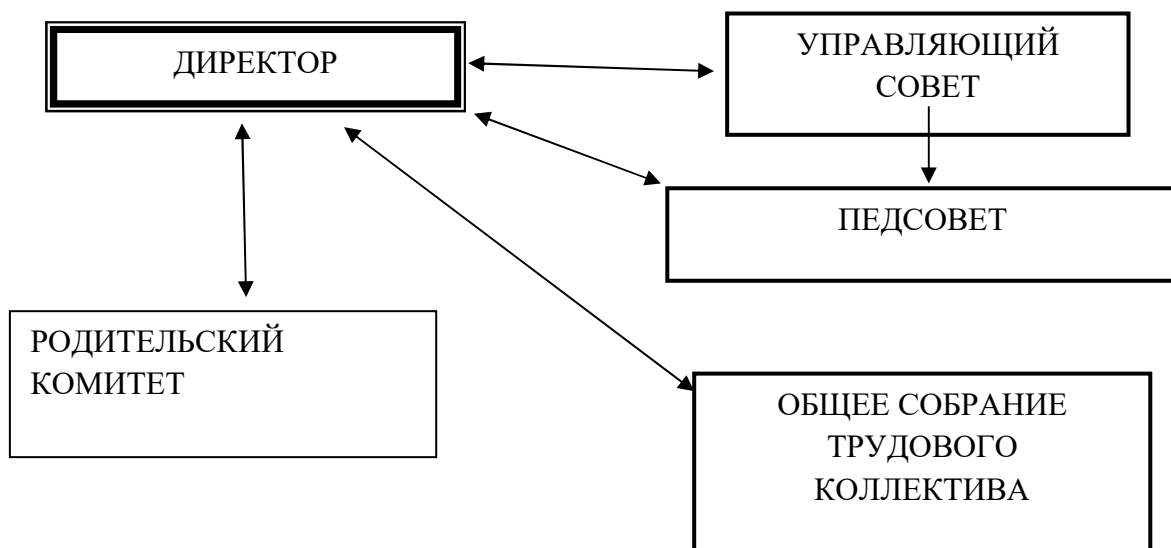 ДИРЕКТОР
УПРАВЛЯЮЩИЙ
СОВЕТ
ПЕДСОВЕТ
РОДИТЕЛЬСКИЙ
КОМИТЕТ
ОБЩЕЕ СОБРАНИЕ
ТРУДОВОГО
КОЛЛЕКТИВА